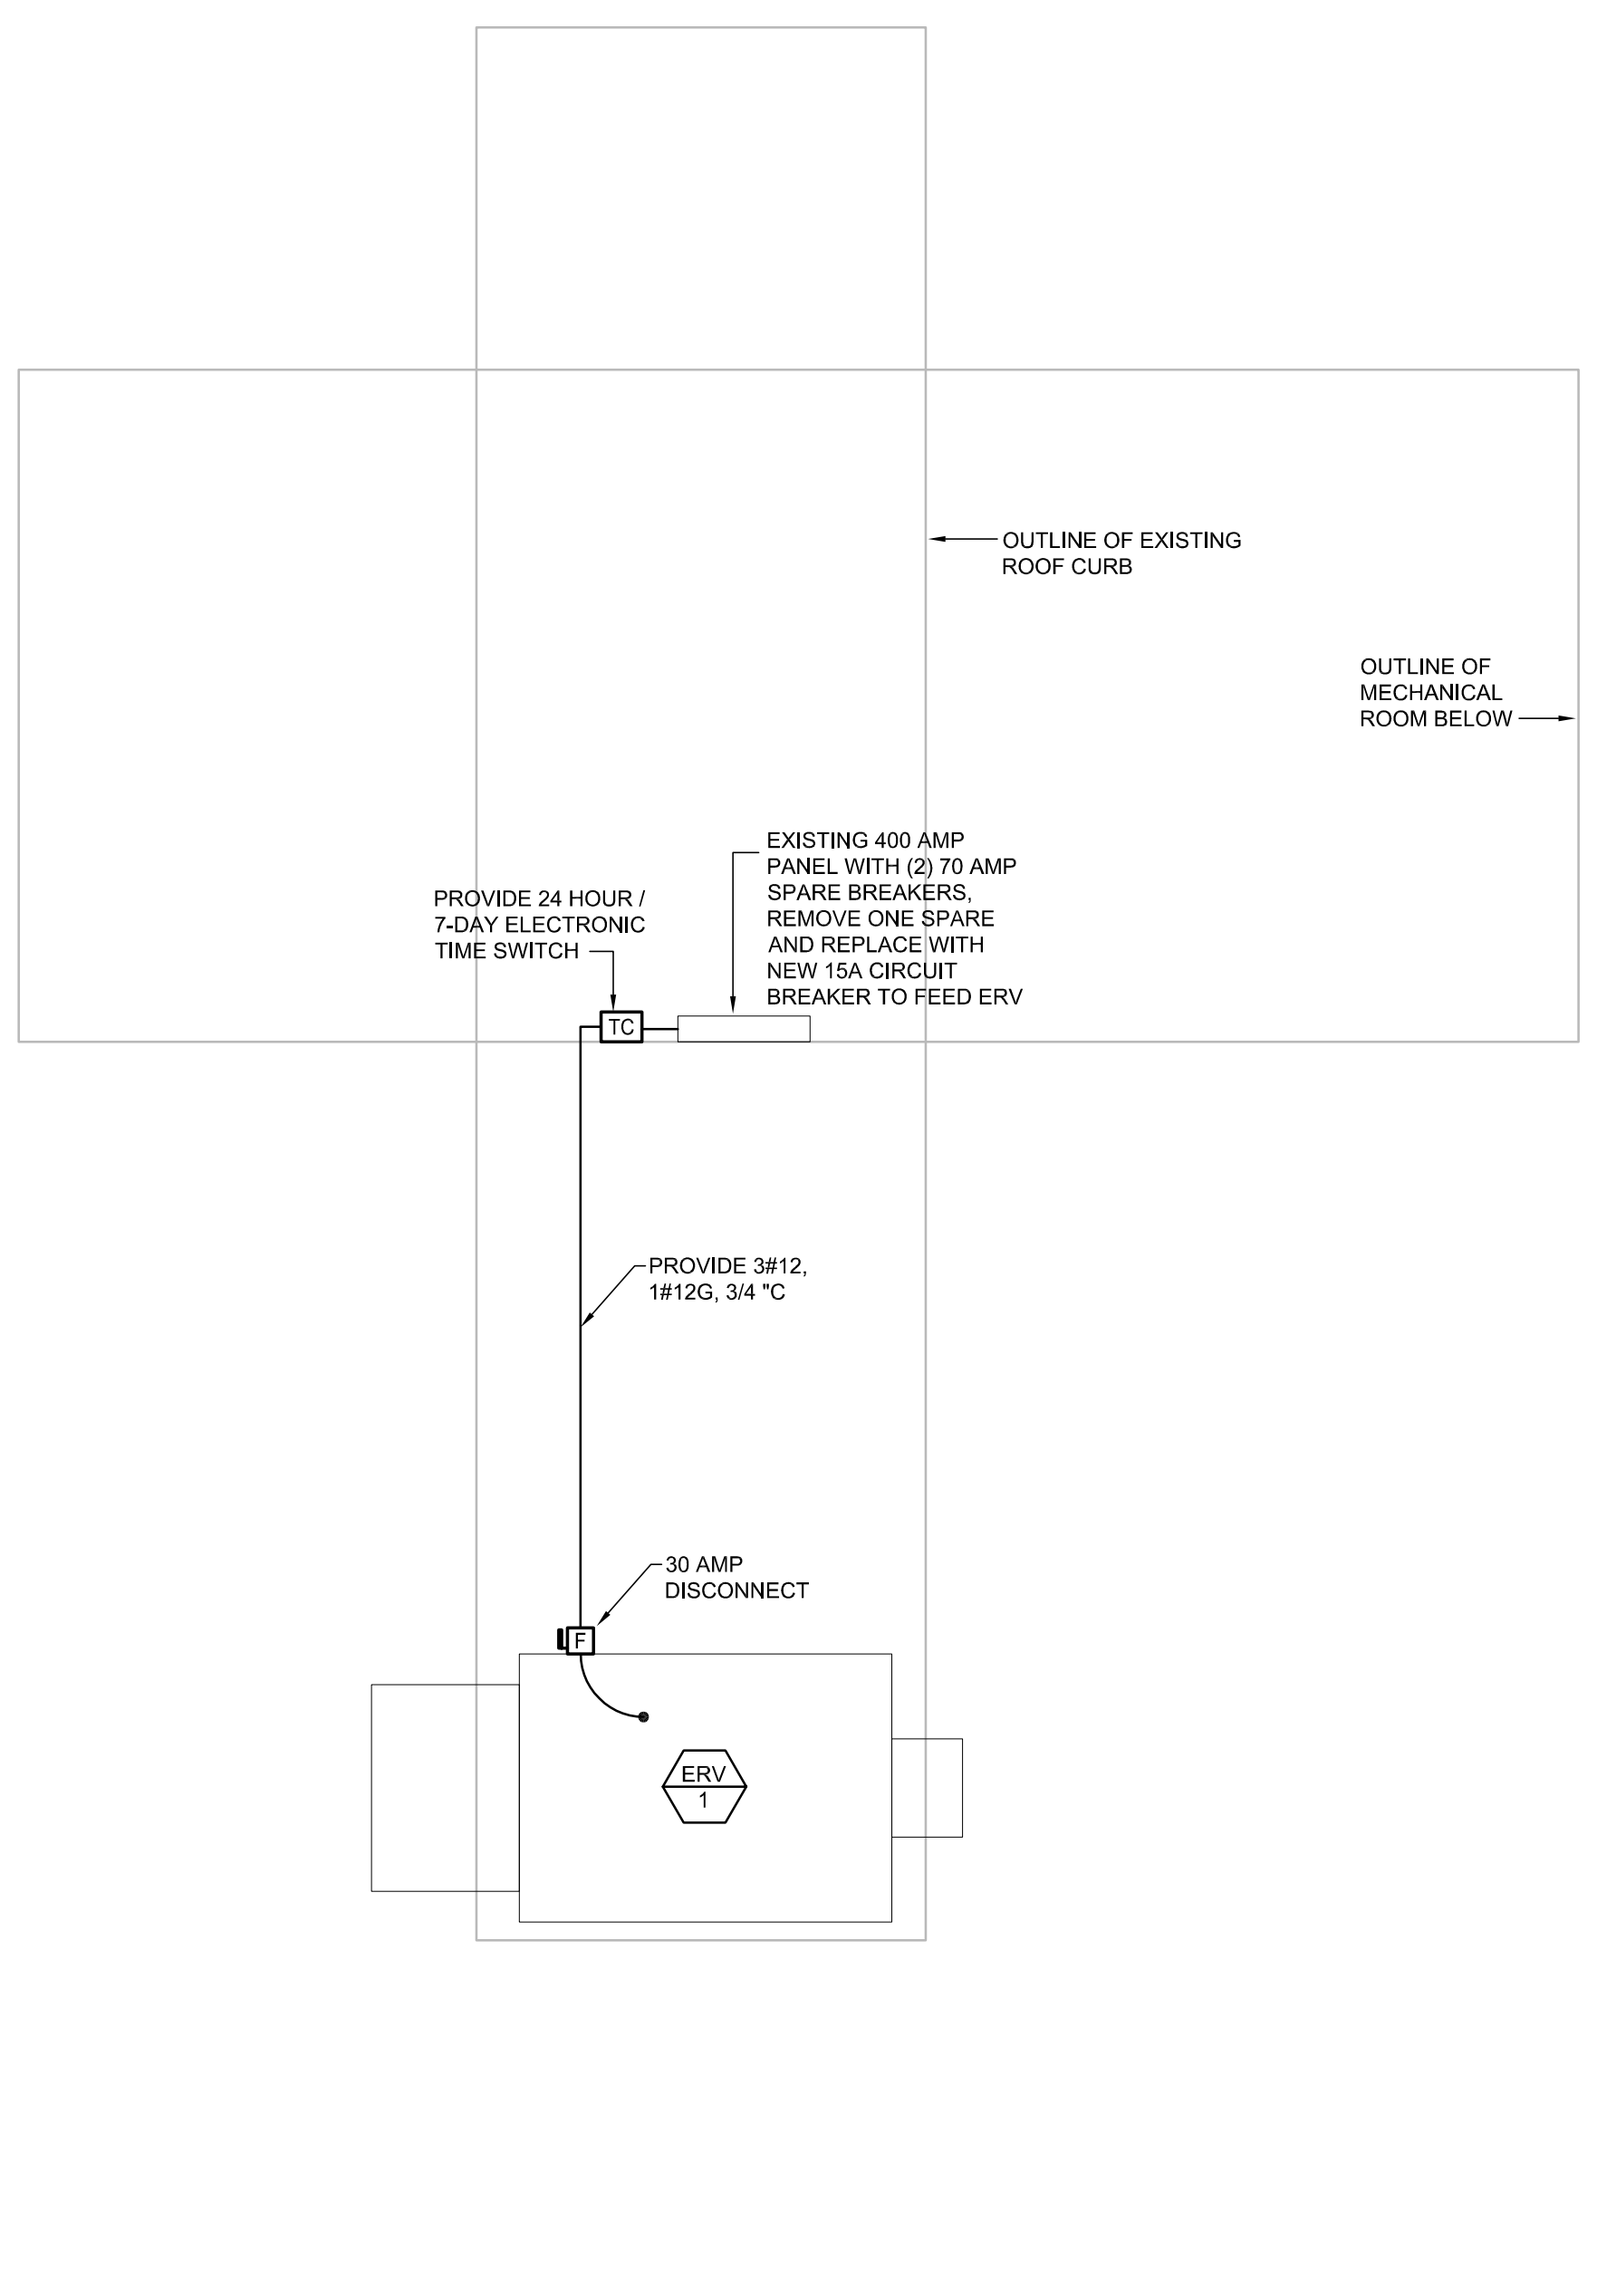 OUTLINE OF EXISTING
ROOF CURB
OUTLINE OF
MECHANICAL
ROOM BELOW
EXISTING 400 AMP
PANEL WITH (2) 70 AMP
SPARE BREAKERS,
REMOVE ONE SPARE
AND REPLACE WITH
NEW 15A CIRCUIT
BREAKER TO FEED ERV
PROVIDE 24 HOUR /
7-DAY ELECTRONIC
TIME SWITCH
TC
PROVIDE 3#12,
1#12G, 3/4 "C
30 AMP
DISCONNECT
F
ERV
1